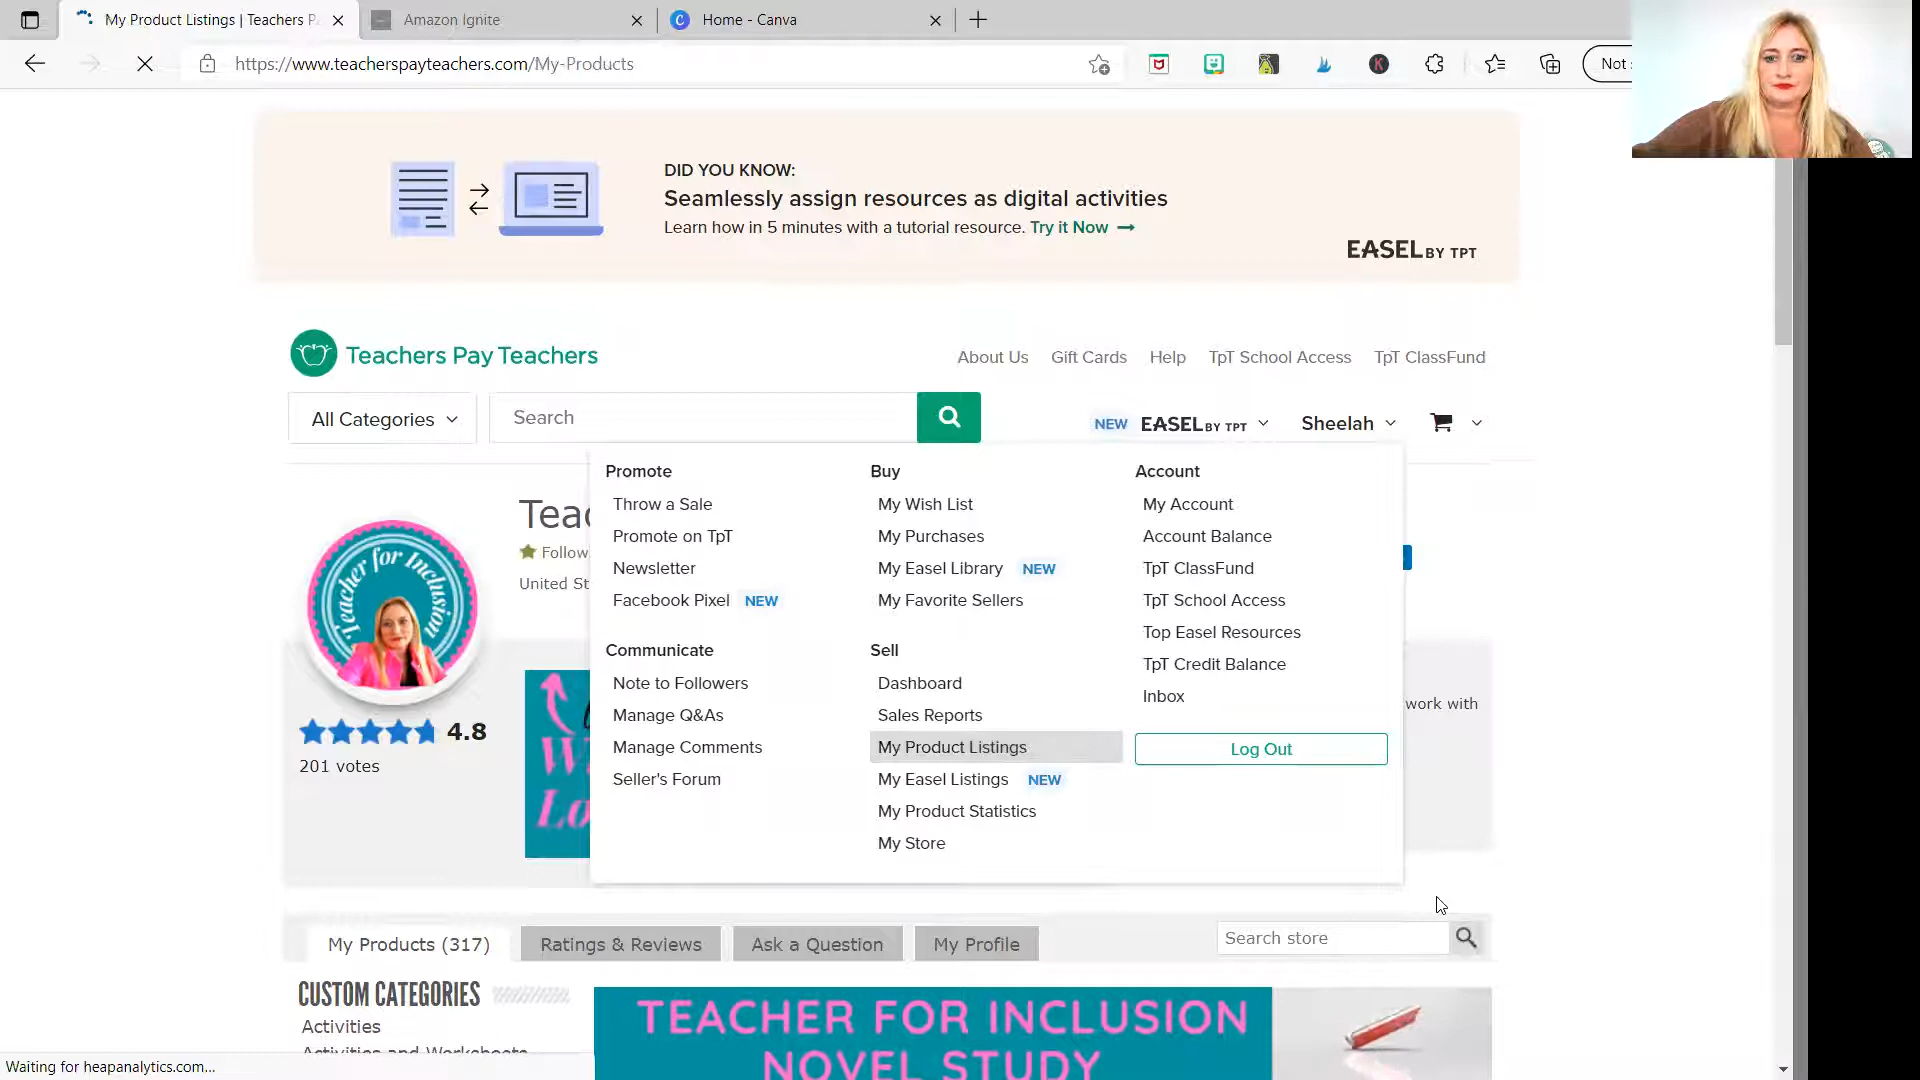 My Product Listings | Teachers P
Amazon Ignite
Home - Canva
https://www.teacherspayteachers.com/My-Products
Not
DID YOU KNOW:
Seamlessly assign resources as digital activities
Learn how in 5 minutes with a tutorial resource. Try it Now
EASEL BY TPT
Teachers Pay Teachers
About Us Gift Cards Help TpT School Access TpT ClassFund
All Categories
Search
NEW EASEL BY TPT
Sheelah
Promote
Throw a Sale
Promote on TpT
Newsletter
Facebook Pixel NEW
Communicate
Note to Followers
Manage Q&As
Manage Comments
Seller's Forum
Buy
My Wish List
My Purchases
My Easel Library NEW
My Favorite Sellers
Sell
Dashboard
Sales Reports
My Product Listings
My Easel Listings NEW
My Product Statistics
My Store
Account
My Account
Account Balance
TpT ClassFund
TpT School Access
Top Easel Resources
TpT Credit Balance
Inbox
Log Out
Teac
Follow
United St
Teacher for Inclusion
4.8
201 votes
work with
My Products (317)
Ratings & Reviews
Ask a Question
My Profile
Search store
CUSTOM CATEGORIES
Activities
Activities and Worksheets
TEACHER FOR INCLUSION
NOVEL STUDY
Waiting for heapanalytics.com...